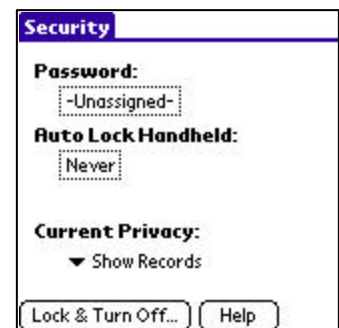 Security
Password:
-Unassigned-
Auto Lock Handheld:
Never
Current Privacy:
Show Records
Lock & Turn Off... Help